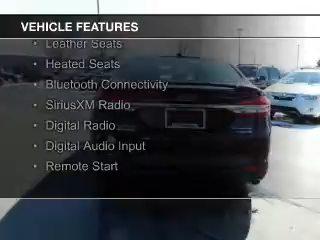 VEHICLE FEATURES
• Leather Seats
• Heated Seats
• Bluetooth Connectivity
• SiriusXM Radio
• Digital Radio
• Digital Audio Input
• Remote Start